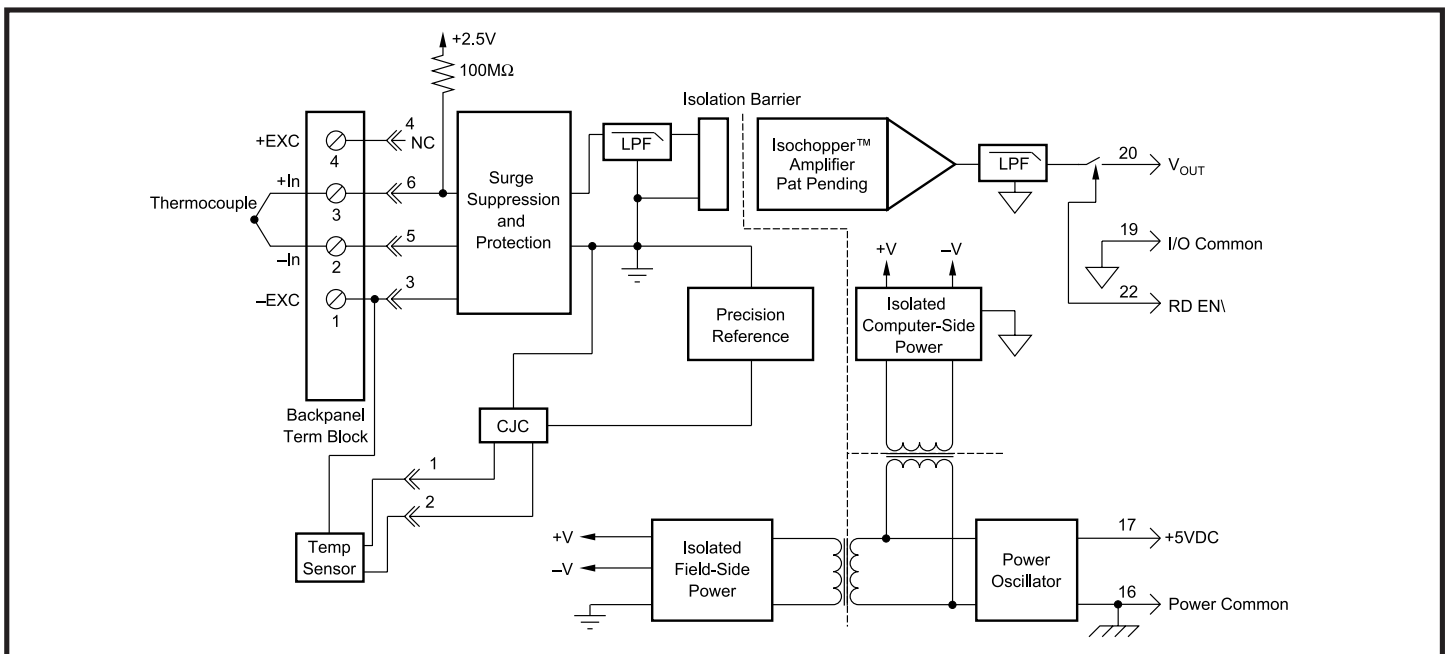 +2.5V
100MΩ
Isolation Barrier
+EXC
4
4
NC
LPF
Isochopper™
Amplifier
Pat Pending
LPF
20
V_OUT
+In
3
6
Thermocouple
Surge
Suppression
and
Protection
–In
2
5
19
I/O Common
–EXC
1
3
+V
–V
22
RD EN\
Precision
Reference
Isolated
Computer-Side
Power
Backpanel
Term Block
CJC
1
2
Temp
Sensor
+V
–V
Isolated
Field-Side
Power
Power
Oscillator
17
+5VDC
16
Power Common